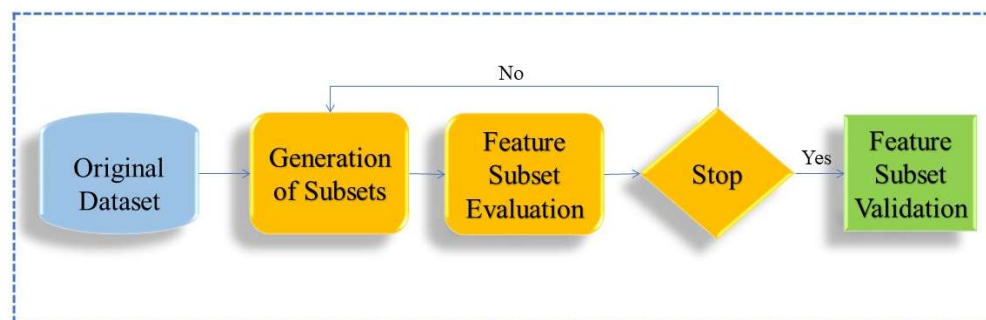 No
Original
Dataset
Generation
of Subsets
Feature
Subset
Evaluation
Stop
Yes
Feature
Subset
Validation